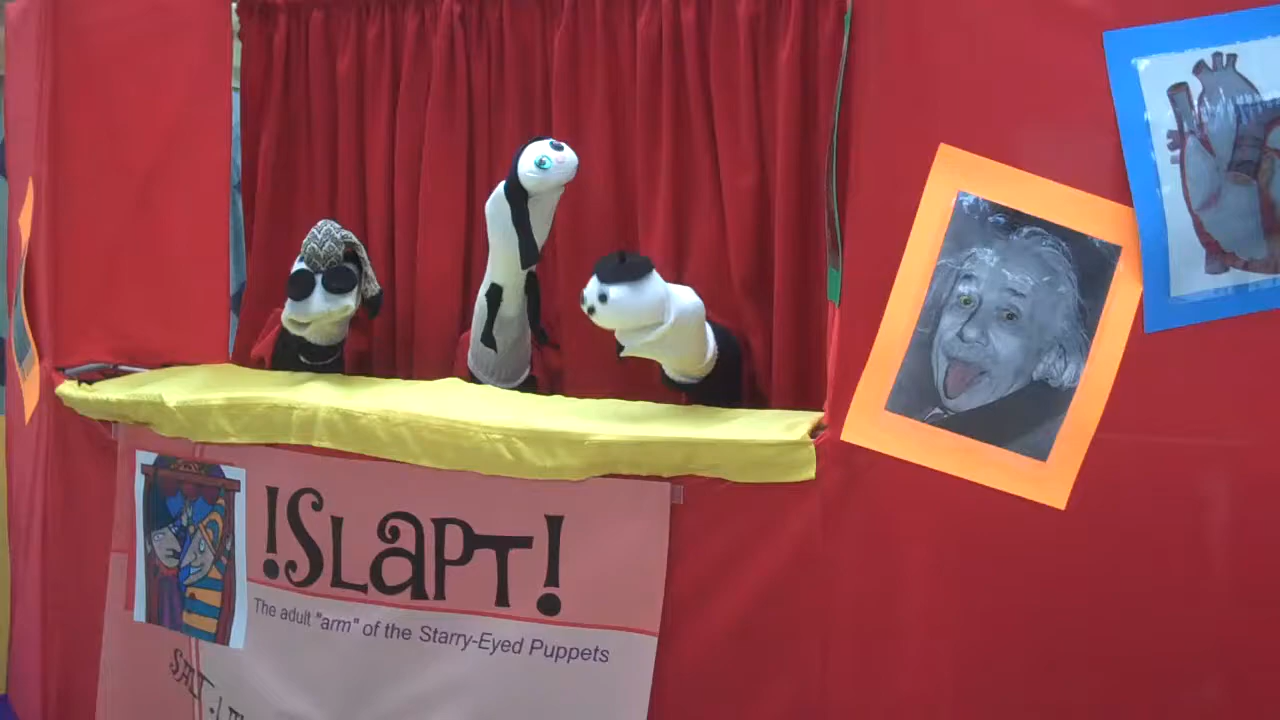 !SLAPT!
The adult "arm" of the Starry-Eyed Puppets